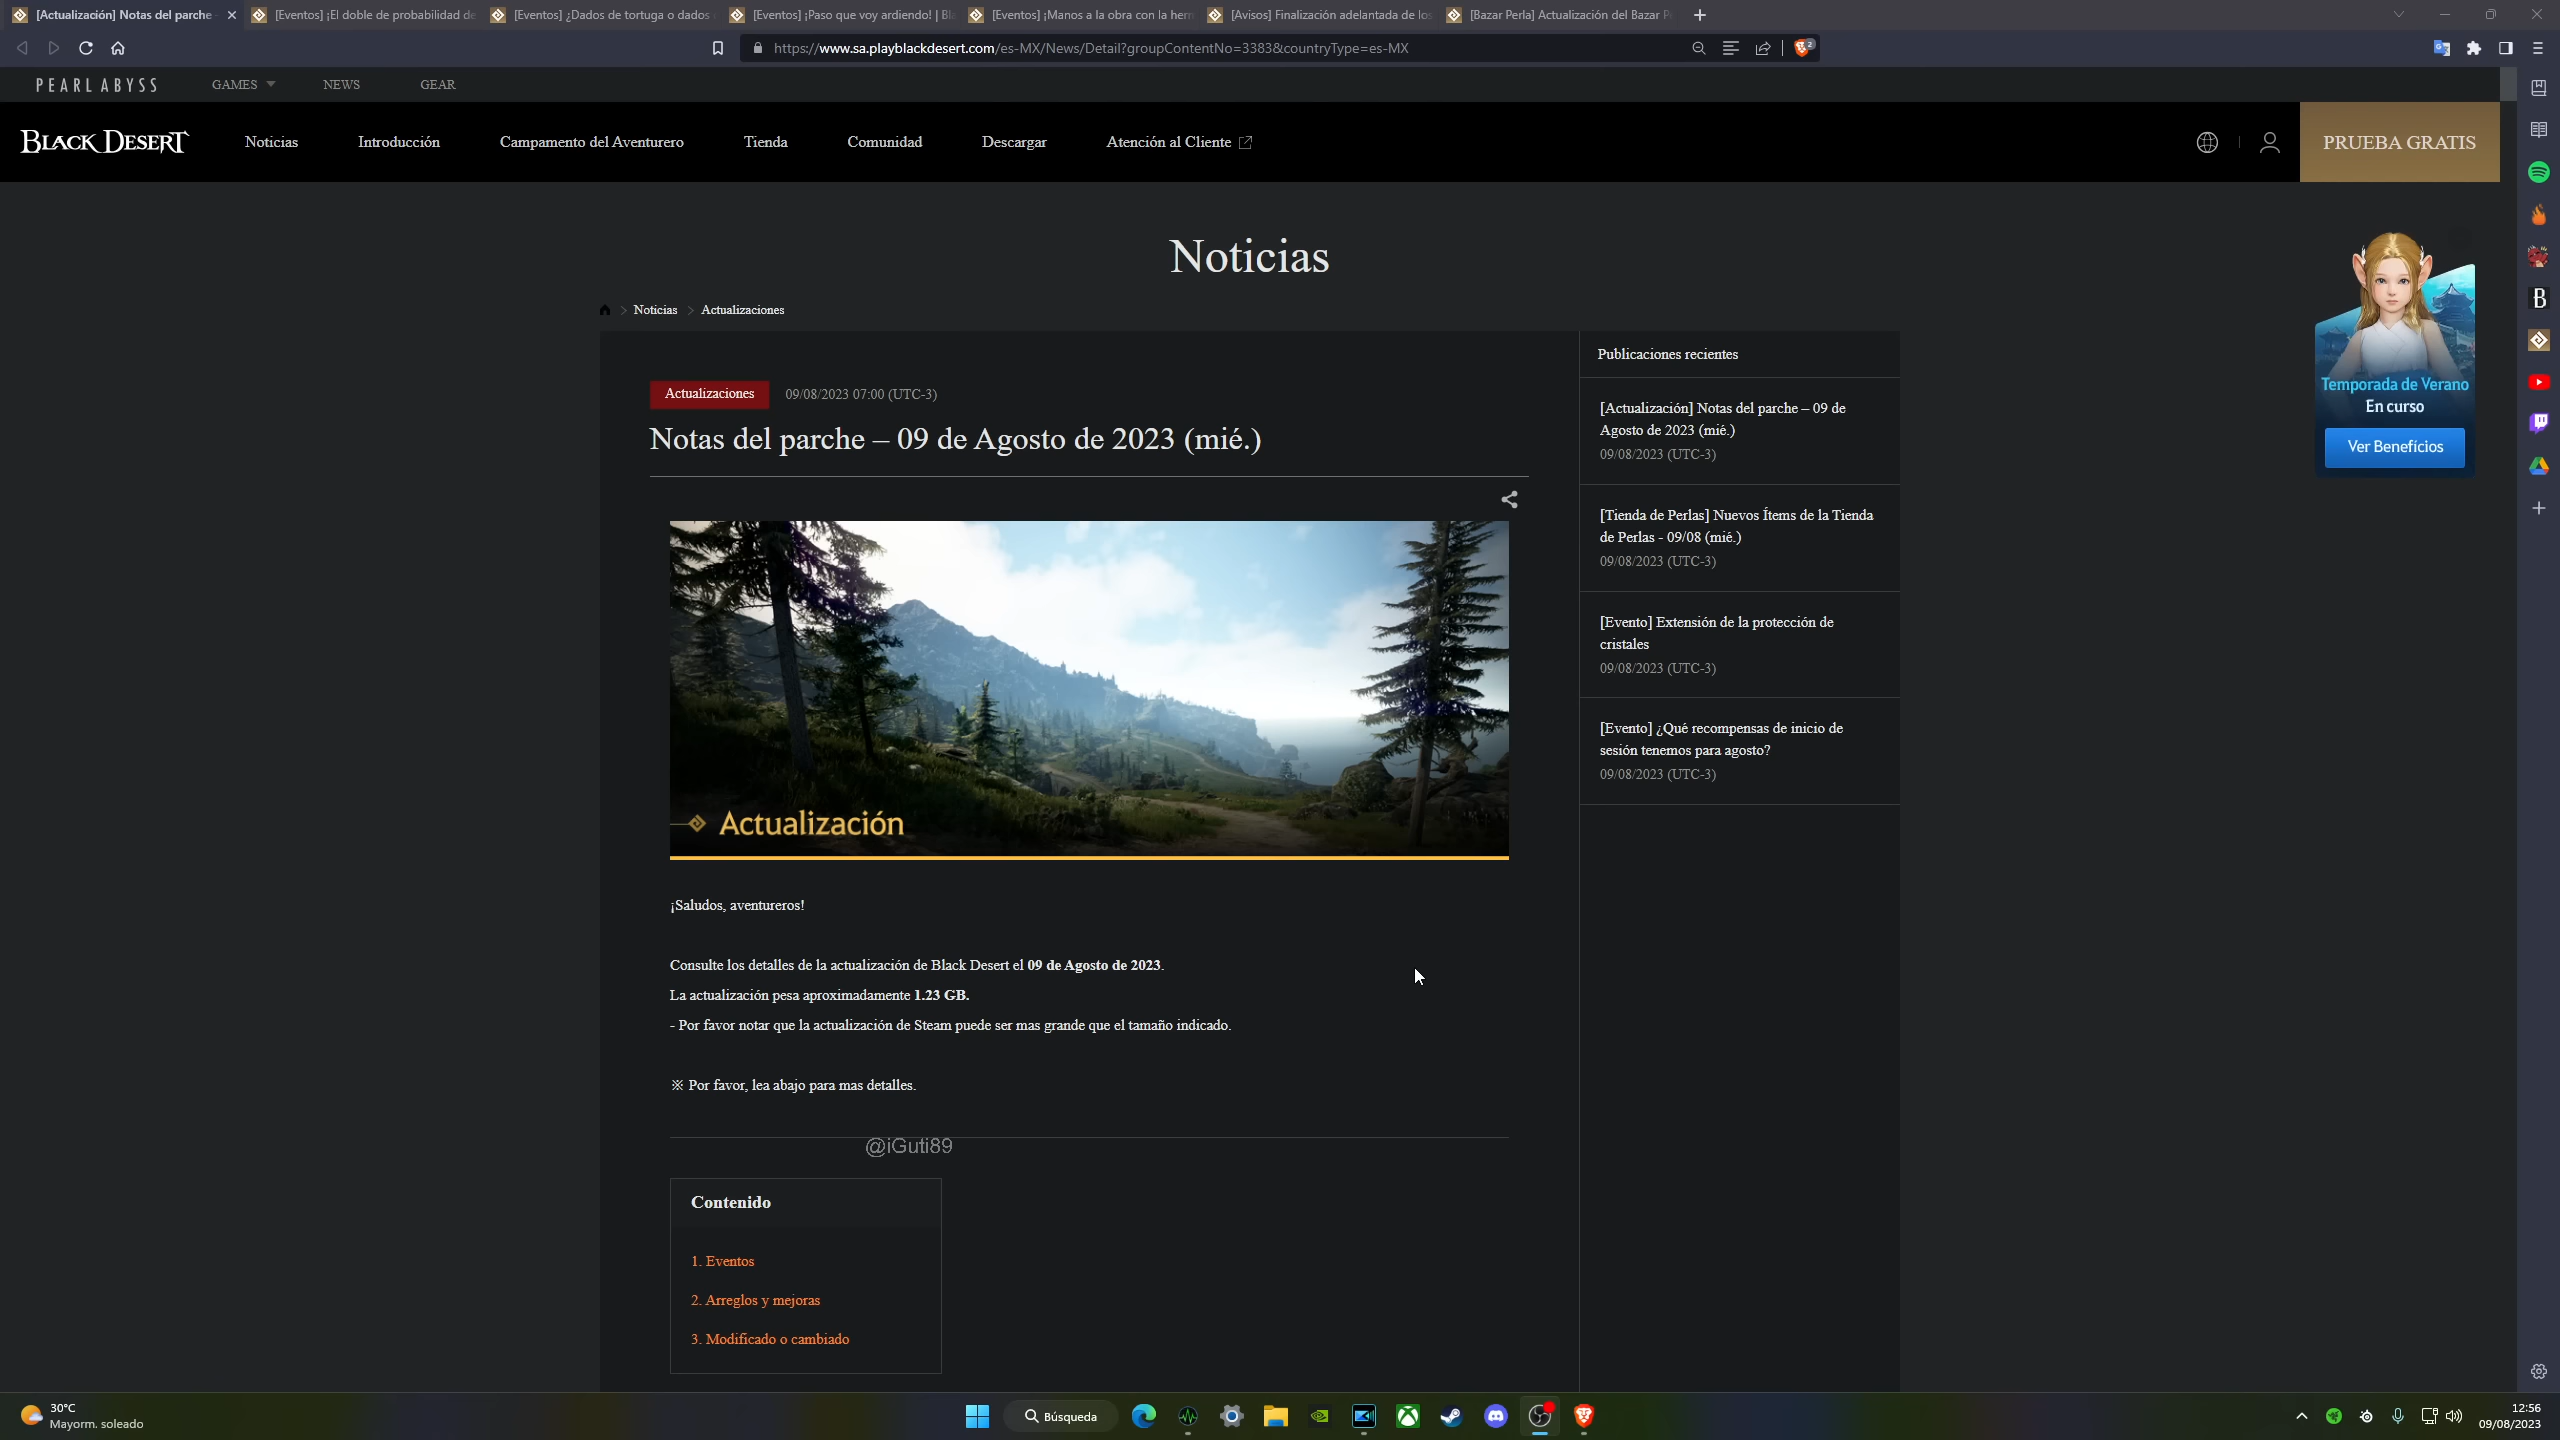 [Actualización] Notas del parche
[Eventos] ¡El doble de probabilidad de
[Eventos] ¿Dados de tortuga o dados
[Eventos] ¡Paso que voy ardiendo! | Bl
[Eventos] ¡Manos a la obra con la herr
[Avisos] Finalización adelantada de los
[Bazar Perla] Actualización del Bazar P
https://www.sa.playblackdesert.com/es-MX/News/Detail?groupContentNo=3383&countryType=es-MX
2
PEARL ABYSS
GAMES
NEWS
GEAR
BLACK DESERT
Noticias
Introducción
Campamento del Aventurero
Tienda
Comunidad
Descargar
Atención al Cliente
PRUEBA GRATIS
Noticias
Noticias
Actualizaciones
Actualizaciones
09/08/2023 07:00 (UTC-3)
Notas del parche – 09 de Agosto de 2023 (mié.)
Actualización
¡Saludos, aventureros!
Consulte los detalles de la actualización de Black Desert el 09 de Agosto de 2023.
La actualización pesa aproximadamente 1.23 GB.
- Por favor notar que la actualización de Steam puede ser mas grande que el tamaño indicado.
※ Por favor, lea abajo para mas detalles.
@iGuti89
Contenido
1. Eventos
2. Arreglos y mejoras
3. Modificado o cambiado
Publicaciones recientes
[Actualización] Notas del parche – 09 de
Agosto de 2023 (mié.)
09/08/2023 (UTC-3)
[Tienda de Perlas] Nuevos Ítems de la Tienda
de Perlas - 09/08 (mié.)
09/08/2023 (UTC-3)
[Evento] Extensión de la protección de
cristales
09/08/2023 (UTC-3)
[Evento] ¿Qué recompensas de inicio de
sesión tenemos para agosto?
09/08/2023 (UTC-3)
Temporada de Verano
En curso
Ver Beneficios
B
30°C
Mayorm. soleado
Búsqueda
12:56
09/08/2023